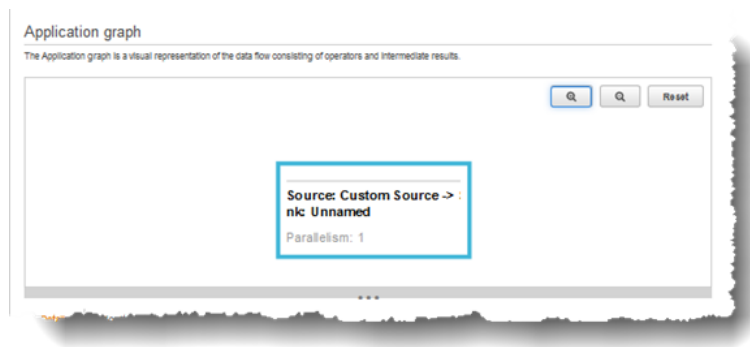 Application graph
The Application graph is a visual representation of the data flow consisting of operators and intermediate results.
Reset
Source: Custom Source ->
nk: Unnamed
Parallelism: 1